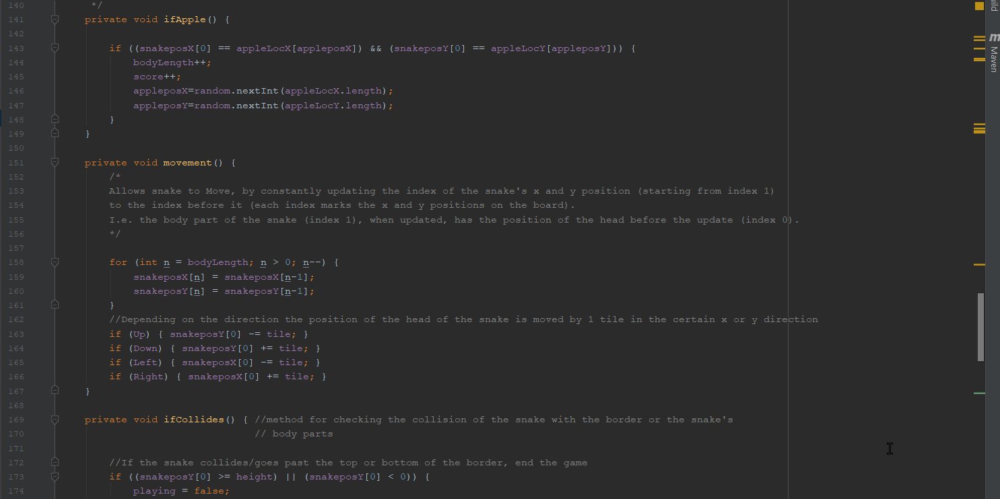 140 */
141 private void ifApple() {
142
143 if ((snakeposX[0] == appleLocX[appleposX]) && (snakeposY[0] == appleLocY[appleposY])) {
144 bodyLength++;
145 score++;
146 appleposX=random.nextInt(appleLocX.length);
147 appleposY=random.nextInt(appleLocY.length);
148 }
149 }
150
151 private void movement() {
152 /*
153 Allows snake to Move, by constantly updating the index of the snake's x and y position (starting from index 1)
154 to the index before it (each index marks the x and y positions on the board).
155 I.e. the body part of the snake (index 1), when updated, has the position of the head before the update (index 0).
156 */
157
158 for (int n = bodyLength; n > 0; n--) {
159 snakeposX[n] = snakeposX[n-1];
160 snakeposY[n] = snakeposY[n-1];
161 }
162 //Depending on the direction the position of the head of the snake is moved by 1 tile in the certain x or y direction
163 if (Up) { snakeposY[0] -= tile; }
164 if (Down) { snakeposY[0] += tile; }
165 if (Left) { snakeposX[0] -= tile; }
166 if (Right) { snakeposX[0] += tile; }
167 }
168
169 private void ifCollides() { //method for checking the collision of the snake with the border or the snake's
170 // body parts
171
172 //If the snake collides/goes past the top or bottom of the border, end the game
173 if ((snakeposY[0] >= height) || (snakeposY[0] < 0)) {
174 playing = false;
uild
m
Maven